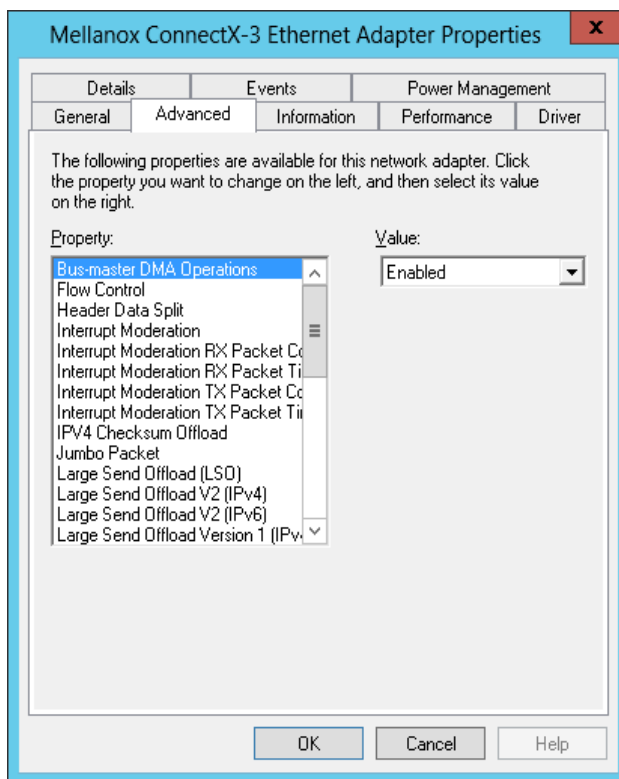 Mellanox ConnectX-3 Ethernet Adapter Properties
x
Details Events Power Management
General Advanced Information Performance Driver
The following properties are available for this network adapter. Click
the property you want to change on the left, and then select its value
on the right.
Property:
Value:
Bus-master DMA Operations
Enabled
Flow Control
Header Data Split
Interrupt Moderation
Interrupt Moderation RX Packet Co
Interrupt Moderation RX Packet Ti
Interrupt Moderation TX Packet Co
Interrupt Moderation TX Packet Tir
IPV4 Checksum Offload
Jumbo Packet
Large Send Offload (LSO)
Large Send Offload V2 (IPv4)
Large Send Offload V2 (IPv6)
Large Send Offload Version 1 (IPv
OK Cancel Help